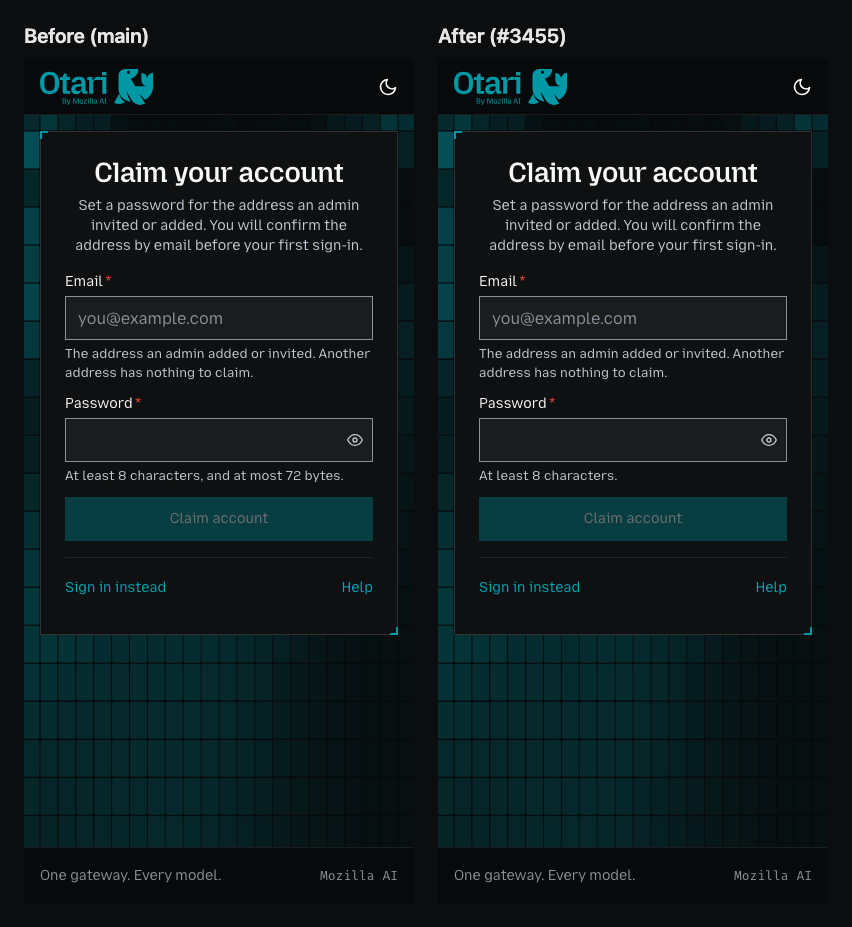 Before (main)
Otari
By Mozilla AI
Claim your account
Set a password for the address an admin
invited or added. You will confirm the
address by email before your first sign-in.
Email *
you@example.com
The address an admin added or invited. Another
address has nothing to claim.
Password *
At least 8 characters, and at most 72 bytes.
Claim account
Sign in instead
Help
One gateway. Every model.
Mozilla AI
After (#3455)
Otari
By Mozilla AI
Claim your account
Set a password for the address an admin
invited or added. You will confirm the
address by email before your first sign-in.
Email *
you@example.com
The address an admin added or invited. Another
address has nothing to claim.
Password *
At least 8 characters.
Claim account
Sign in instead
Help
One gateway. Every model.
Mozilla AI